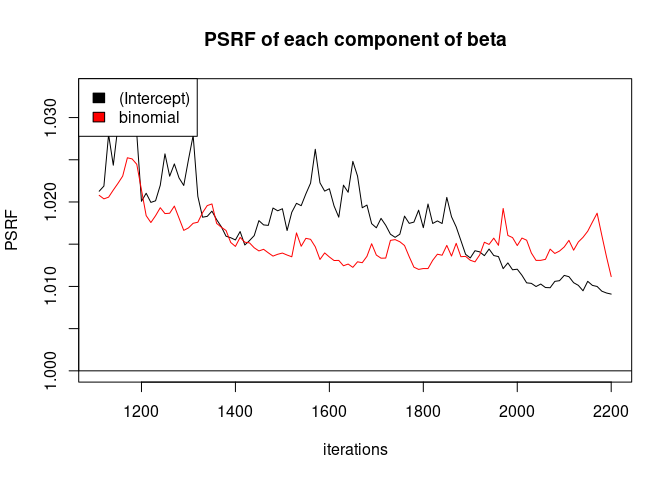 PSRF of each component of beta
(Intercept)
binomial
PSRF
1.030
1.020
1.010
1.000
1200 1400 1600 1800 2000 2200
iterations